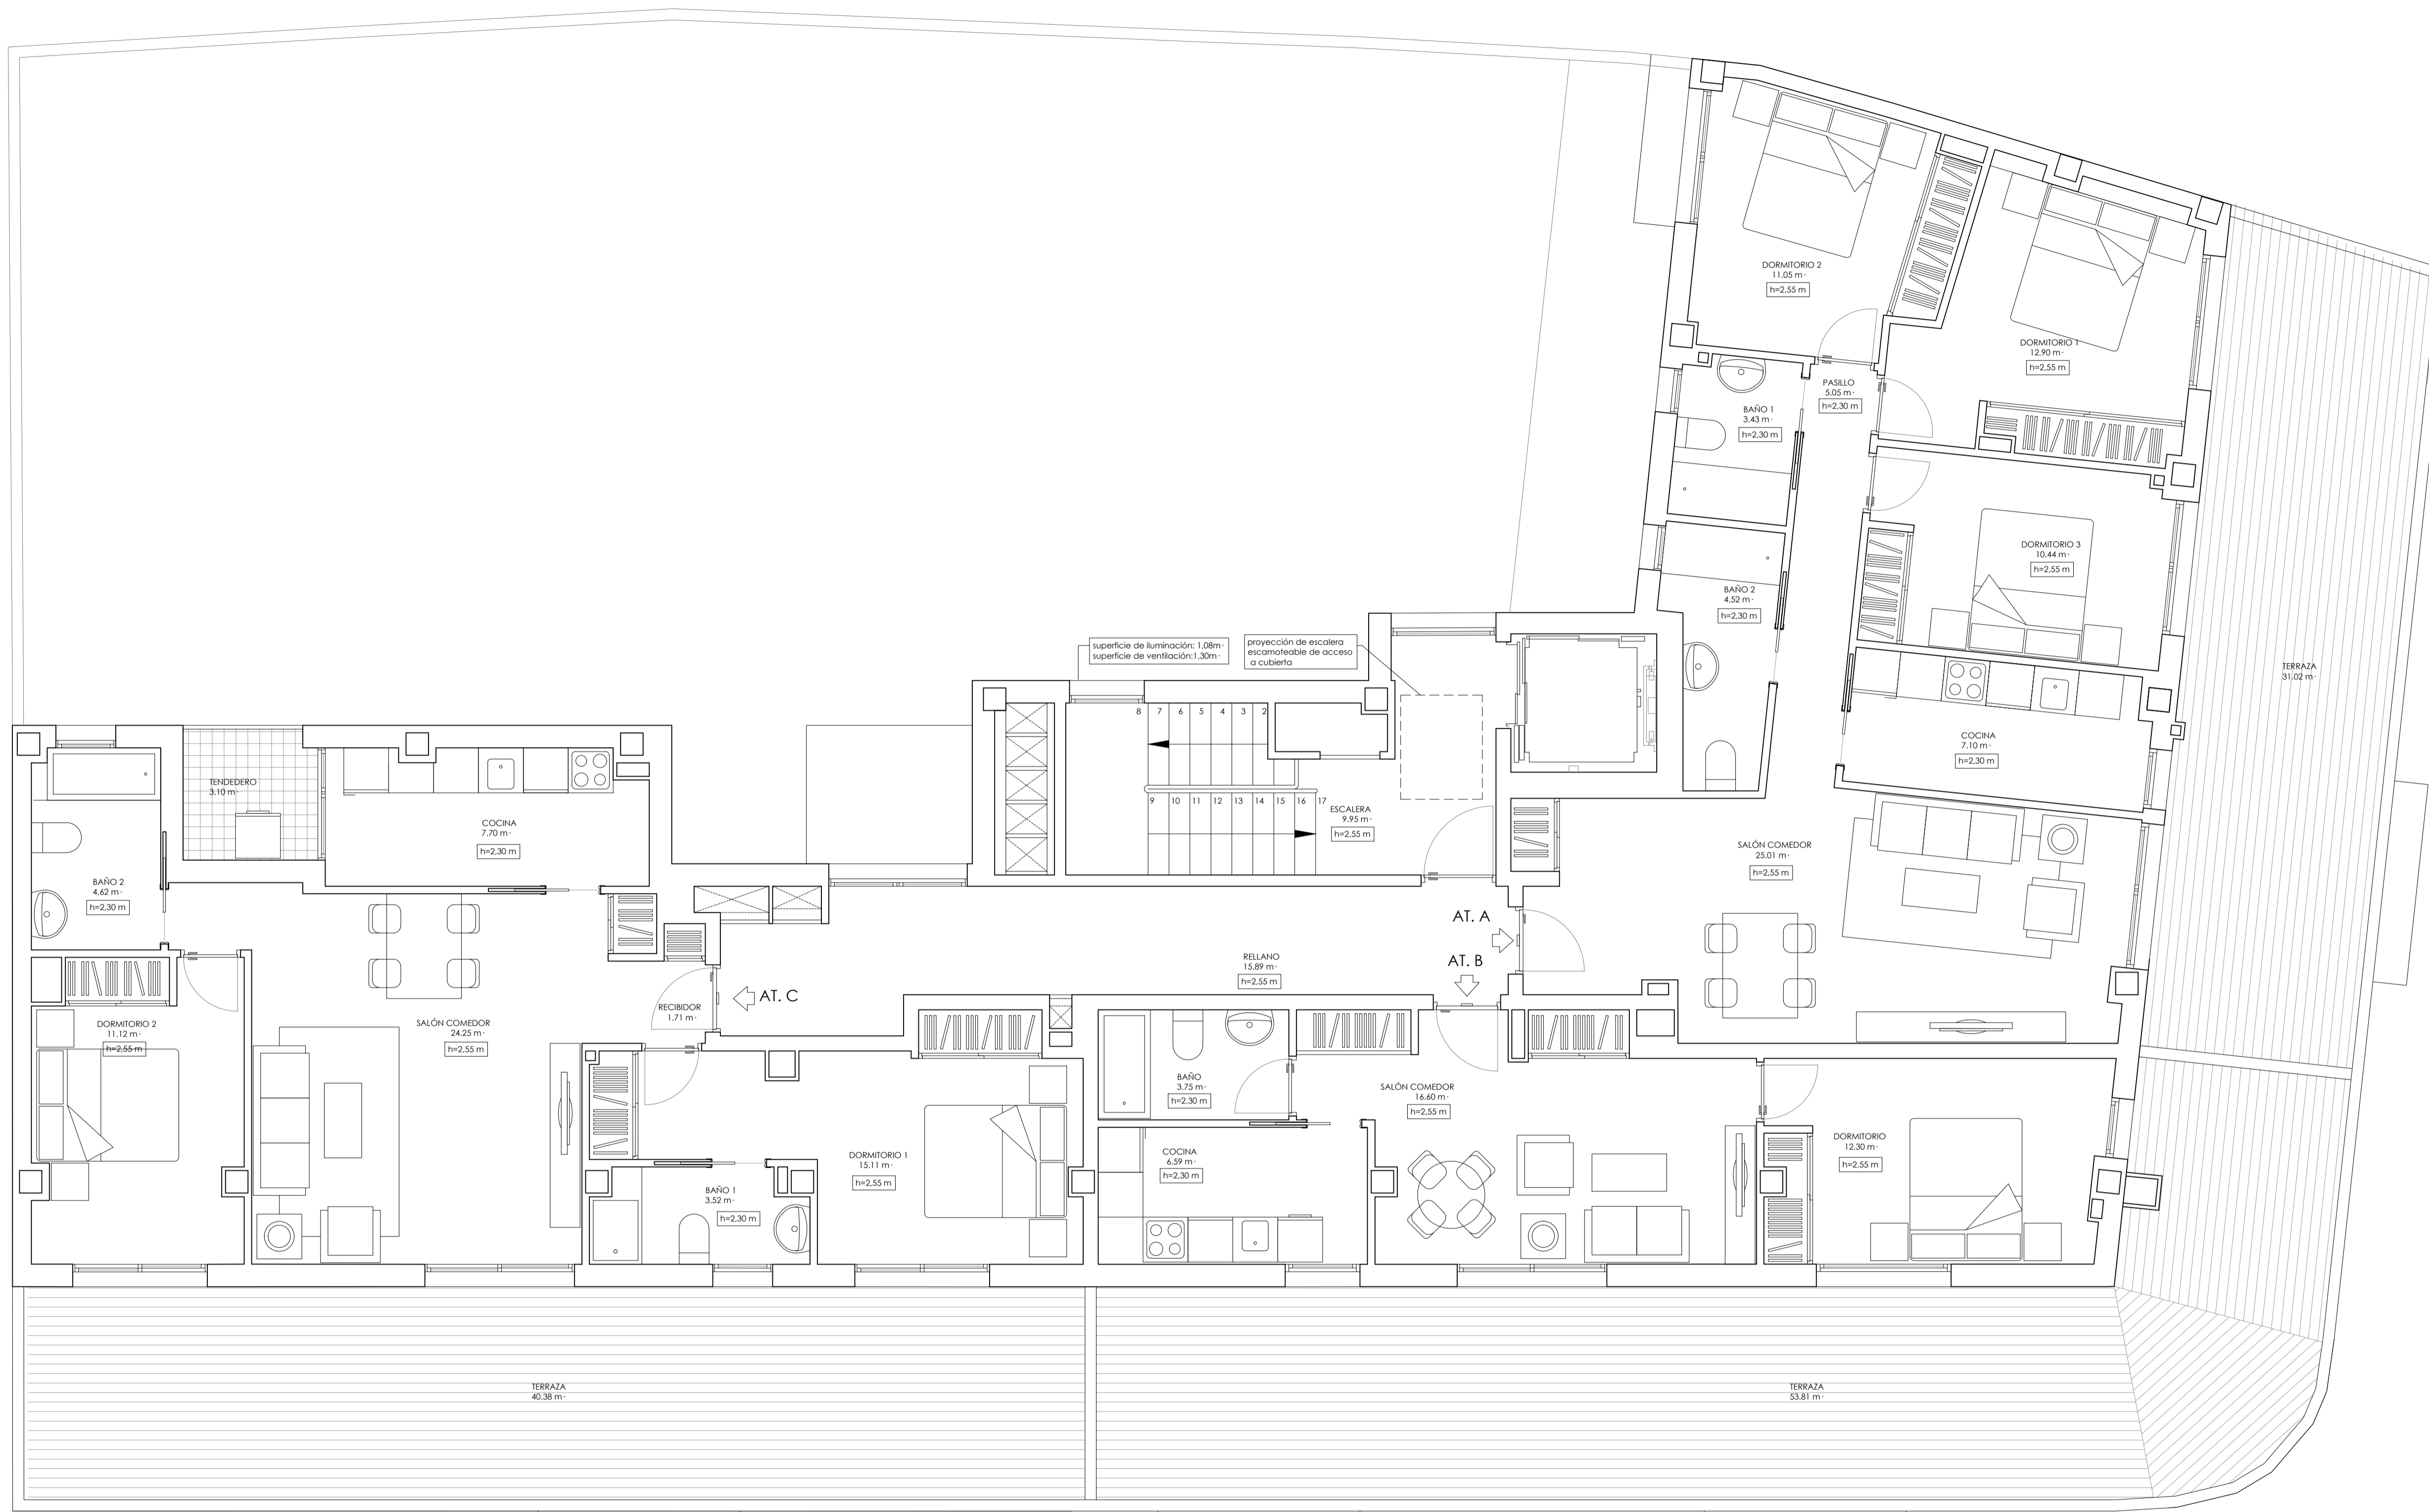 DORMITORIO 2
11.05 m·
h=2,55 m
DORMITORIO 1
12.90 m·
h=2,55 m
PASILLO
5.05 m·
h=2,30 m
BAÑO 1
3.43 m·
h=2,30 m
DORMITORIO 3
10.44 m·
h=2,55 m
BAÑO 2
4.52 m·
h=2,30 m
TERRAZA
31.02 m·
superficie de iluminación: 1,08m·
superficie de ventilación:1,30m·
proyección de escalera
escamoteable de acceso
a cubierta
8 7 6 5 4 3 2
9 10 11 12 13 14 15 16 17
ESCALERA
9.95 m·
h=2,55 m
COCINA
7.10 m·
h=2,30 m
TENDEDERO
3.10 m·
COCINA
7.70 m·
h=2,30 m
SALÓN COMEDOR
25.01 m·
h=2,55 m
BAÑO 2
4.62 m·
h=2,30 m
AT. A
AT. B
RELLANO
15.89 m·
h=2,55 m
AT. C
RECIBIDOR
1.71 m·
DORMITORIO 2
11.12 m·
h=2,55 m
SALÓN COMEDOR
24.25 m·
h=2,55 m
BAÑO
3.75 m·
h=2,30 m
SALÓN COMEDOR
16.60 m·
h=2,55 m
DORMITORIO 1
15.11 m·
h=2,55 m
COCINA
6.59 m·
h=2,30 m
DORMITORIO
12.30 m·
h=2,55 m
BAÑO 1
3.52 m·
h=2,30 m
TERRAZA
40.38 m·
TERRAZA
53.81 m·